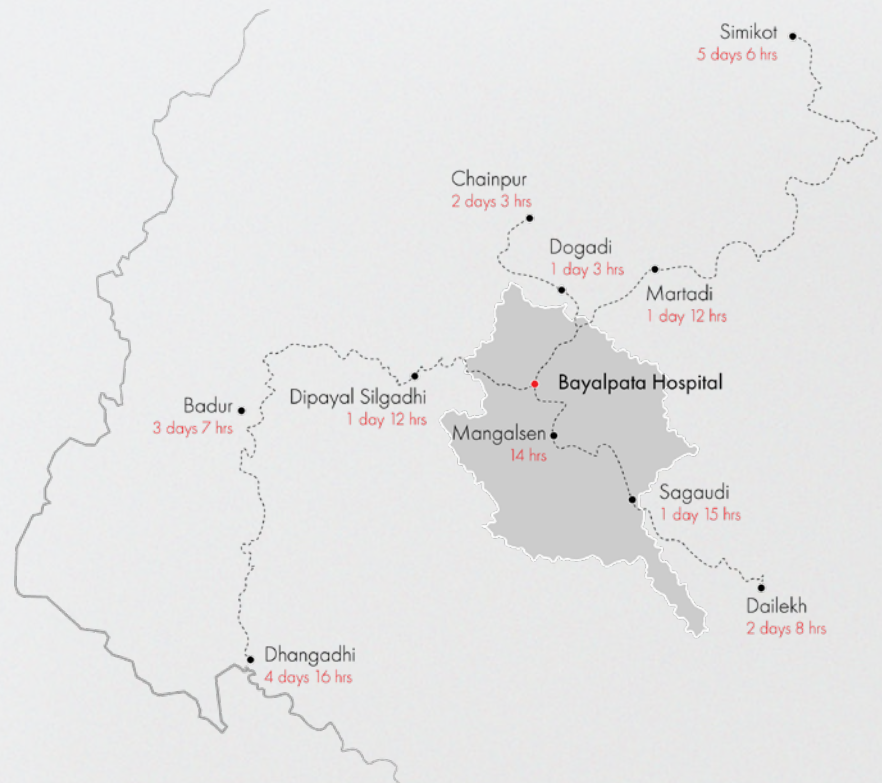 Simikot
5 days 6 hrs
Chainpur
2 days 3 hrs
Dogadi
1 day 3 hrs
Martadi
1 day 12 hrs
Bayalpata Hospital
Dipayal Silgadhi
1 day 12 hrs
Badur
3 days 7 hrs
Mangalsen
14 hrs
Sagaudi
1 day 15 hrs
Dailekh
2 days 8 hrs
Dhangadhi
4 days 16 hrs